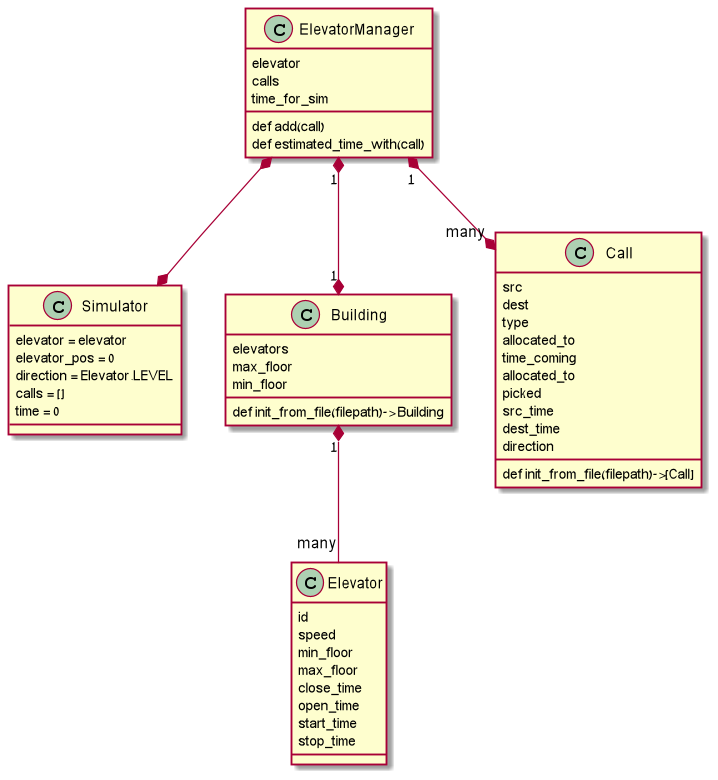 C ElevatorManager
elevator
calls
time_for_sim
def add(call)
def estimated_time_with(call)
1
1
1
many
C Simulator
elevator = elevator
elevator_pos = 0
direction = Elevator.LEVEL
calls = []
time = 0
C Building
elevators
max_floor
min_floor
def init_from_file(filepath)->Building
C Call
src
dest
type
allocated_to
time_coming
allocated_to
picked
src_time
dest_time
direction
def init_from_file(filepath)->[Call]
1
many
C Elevator
id
speed
min_floor
max_floor
close_time
open_time
start_time
stop_time